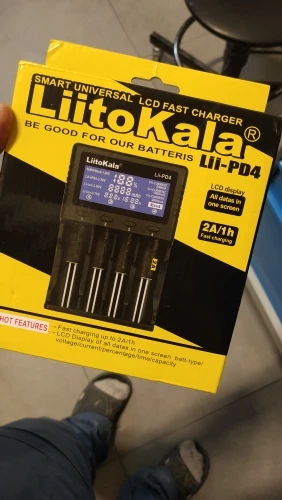 SMART UNIVERSAL LCD FAST CHARGER
LiitoKala®
BE GOOD FOR OUR BATTERIS Lii-PD4
LiitoKala
Lii-PD4
LCD display
All datas in
one screen
2A/1h
Fast charging
HOT FEATURES
Fast charging up to 2A/1h
LCD Display of all datas in one screen: batt-type/
voltage/current/percentage/time/capacity